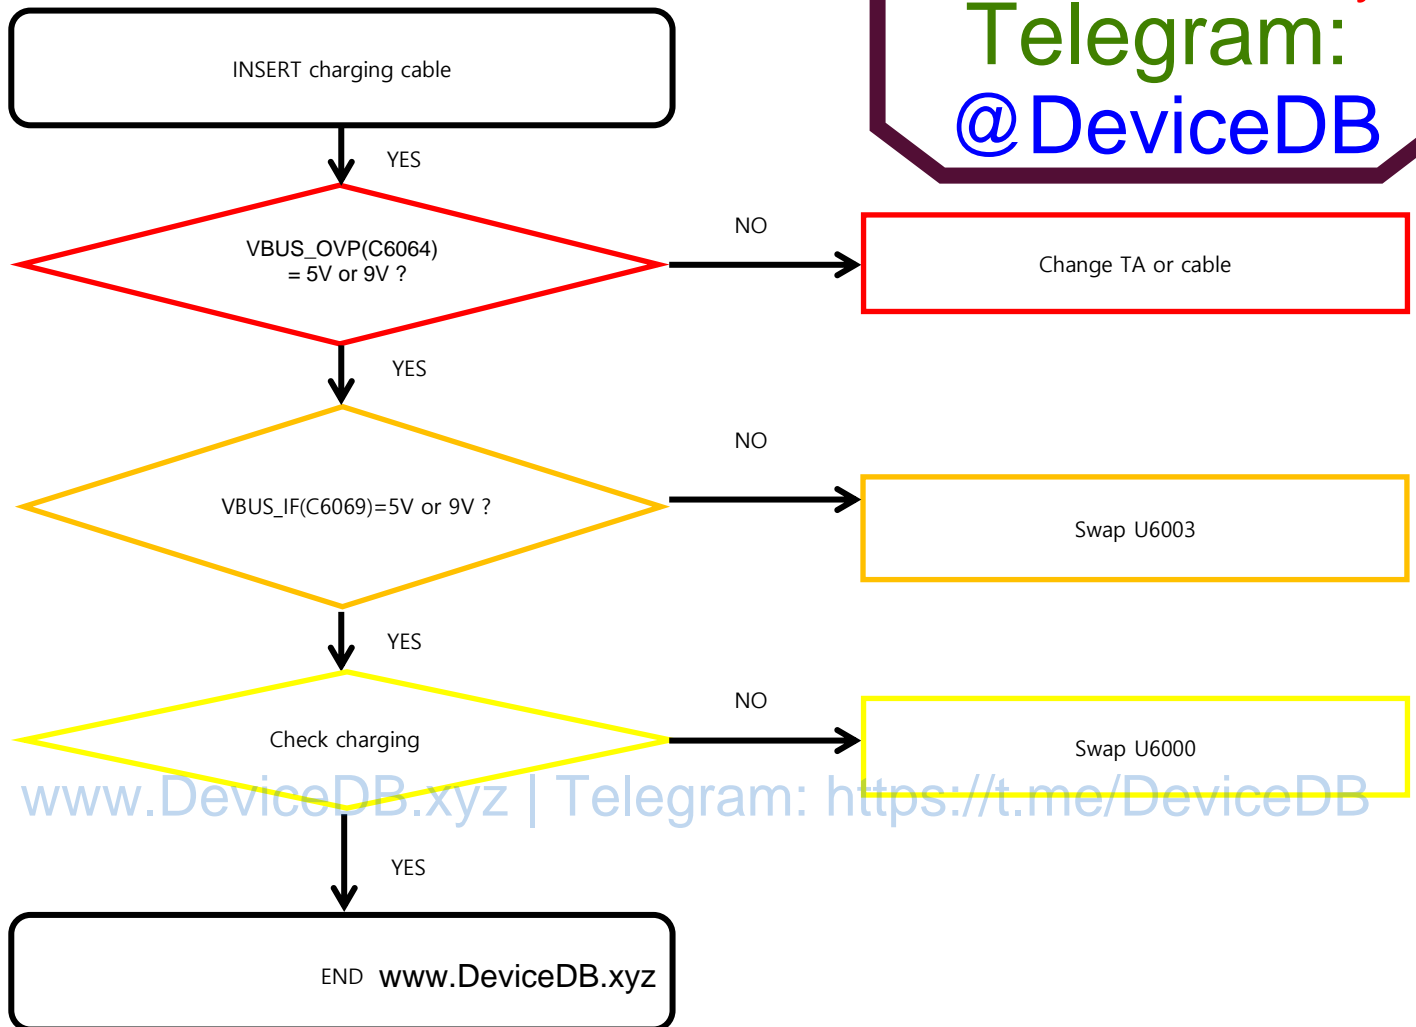 Telegram:
@DeviceDB
INSERT charging cable
YES
VBUS_OVP(C6064)
= 5V or 9V ?
NO
Change TA or cable
YES
VBUS_IF(C6069)=5V or 9V ?
NO
Swap U6003
YES
Check charging
NO
Swap U6000
www.DeviceDB.xyz | Telegram: https://t.me/DeviceDB
YES
END www.DeviceDB.xyz